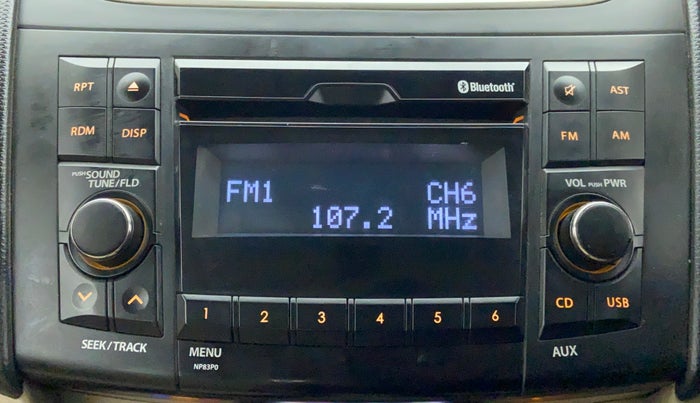 RPT
Bluetooth®
AST
RDM DISP
FM AM
PUSH SOUND
TUNE/FLD
VOL PUSH PWR
FM1 CH6
107.2 MHz
CD USB
1 2 3 4 5 6
SEEK/TRACK
MENU
AUX
NP83P0